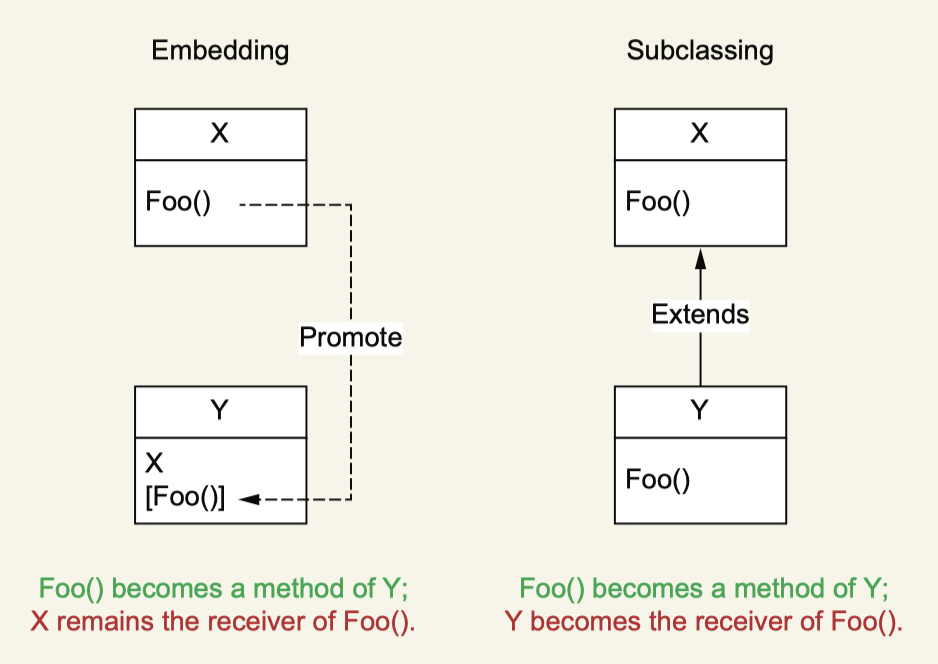 Embedding
X
Foo()
Promote
Y
X
[Foo()]
Foo() becomes a method of Y;
X remains the receiver of Foo().
Subclassing
X
Foo()
Extends
Y
Foo()
Foo() becomes a method of Y;
Y becomes the receiver of Foo().